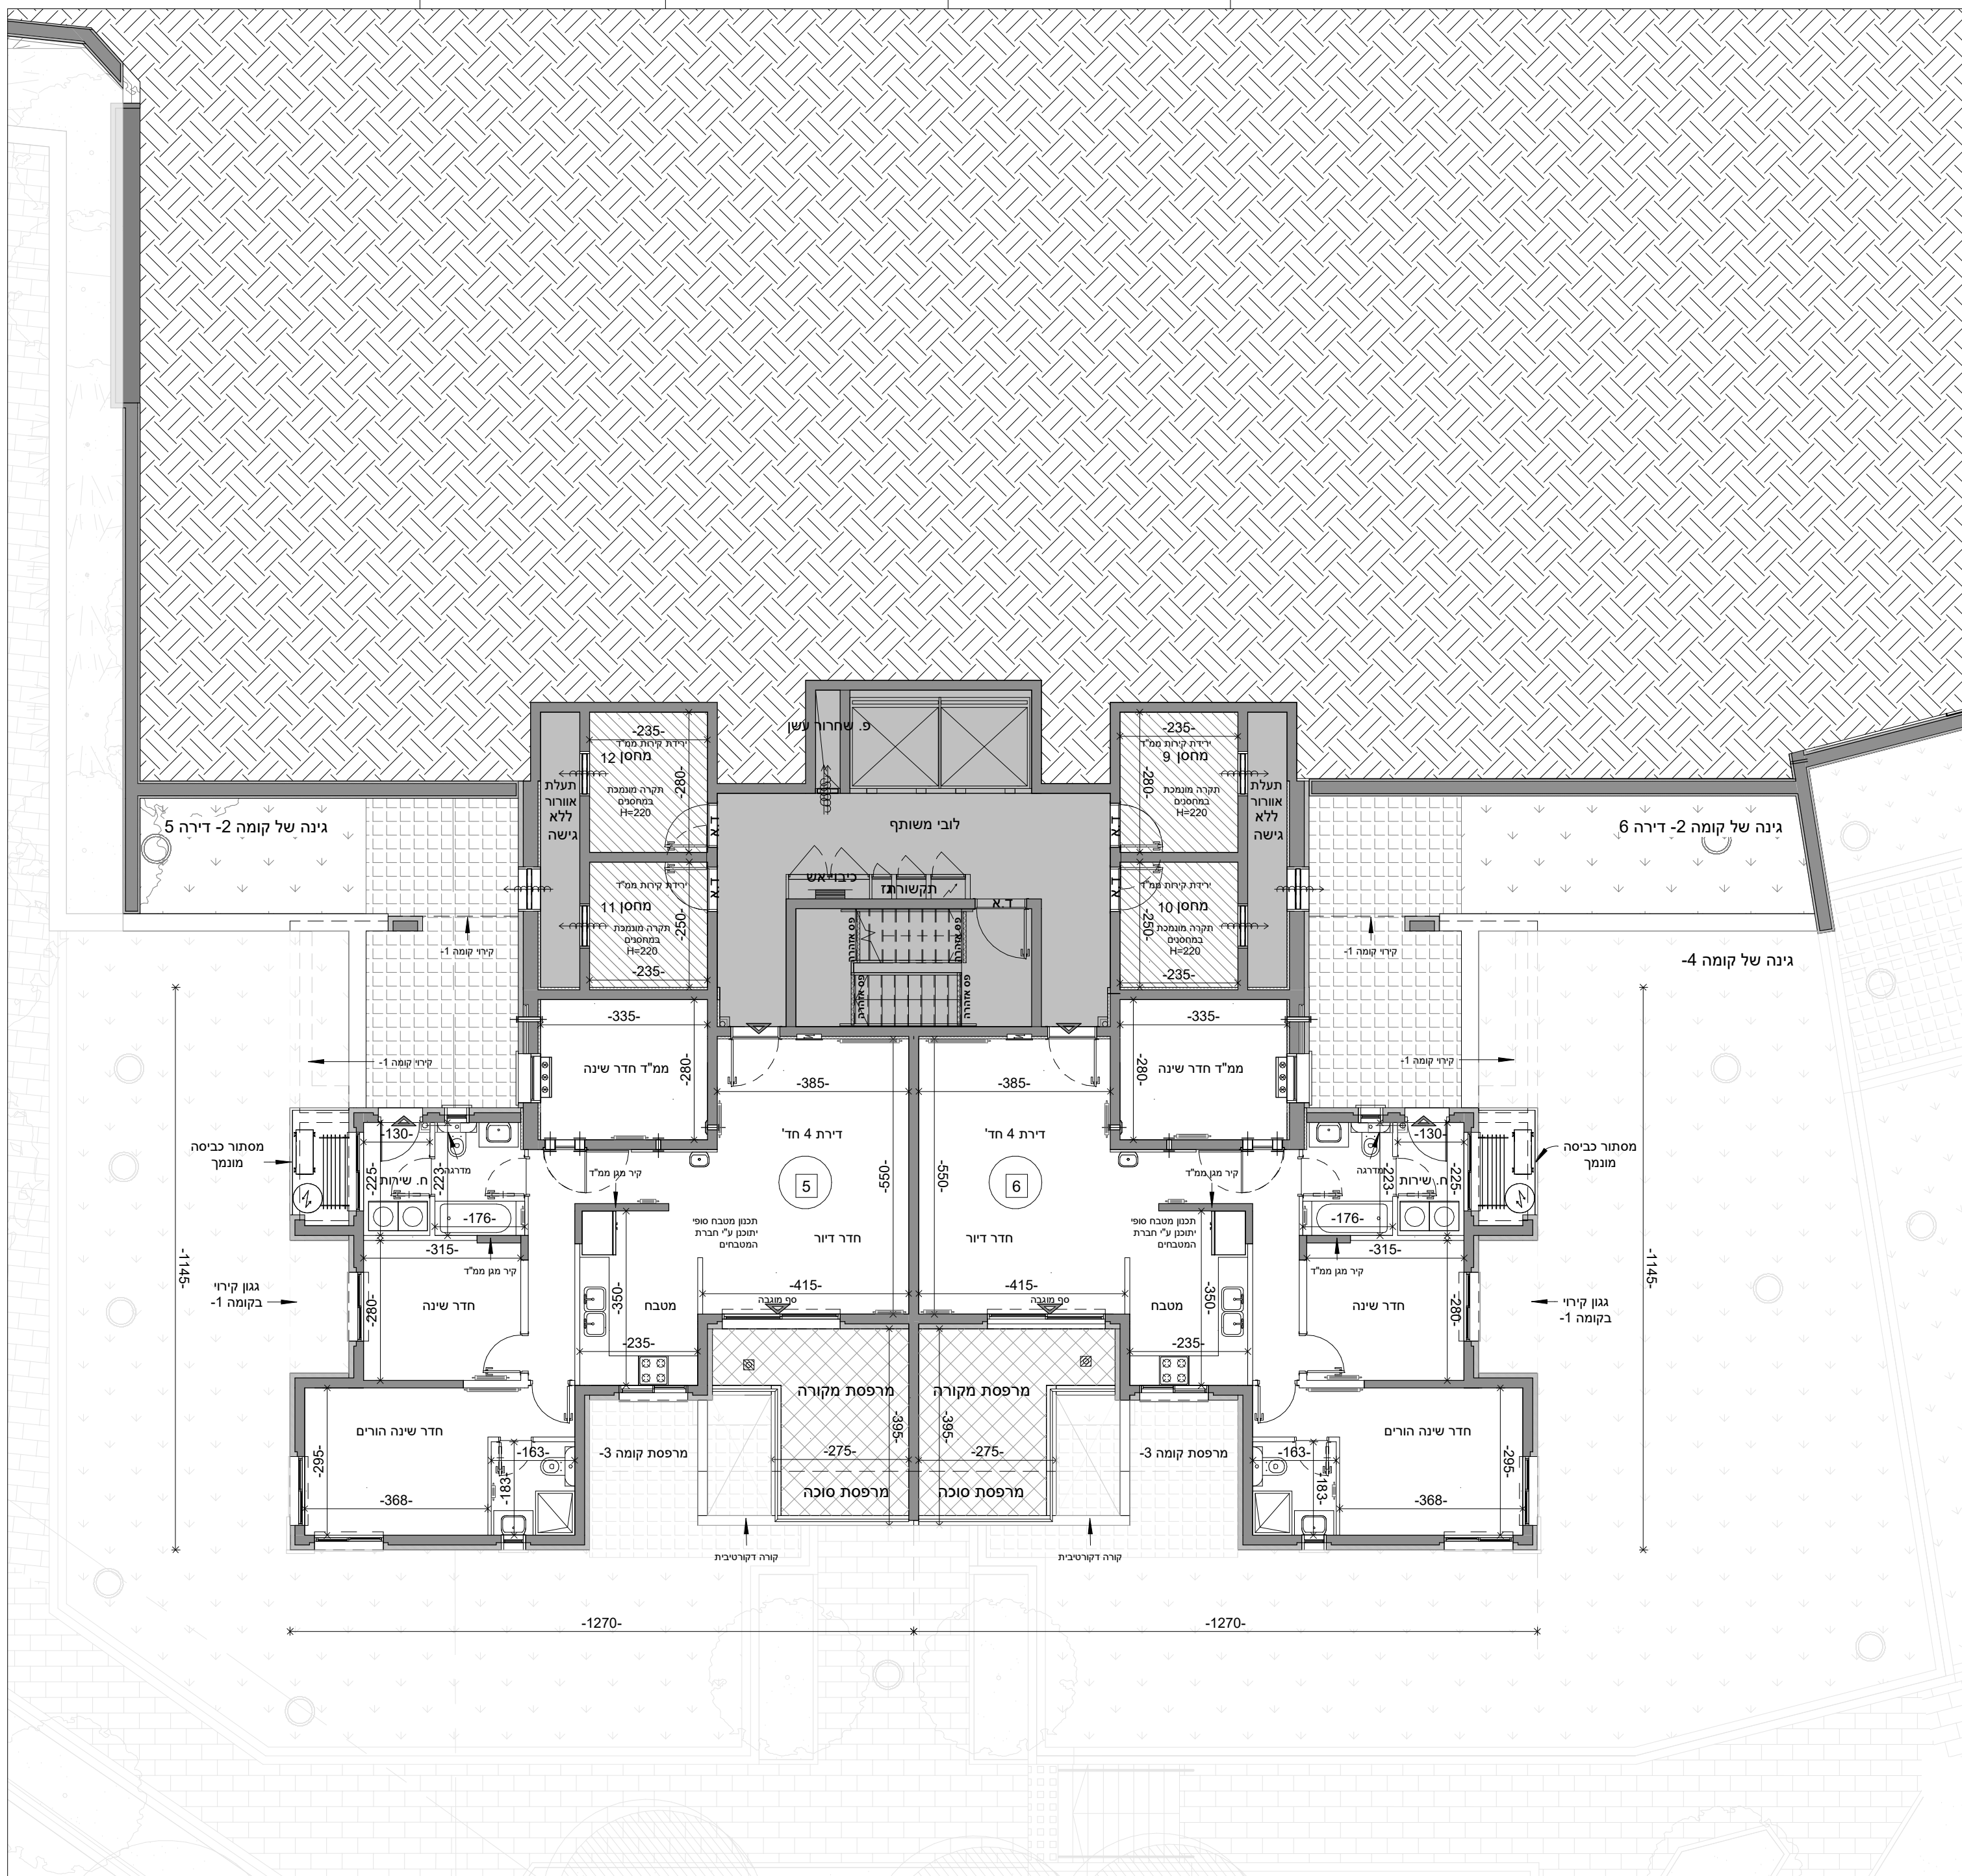 פ. שחרור עשן
-235-
ירידת קירות ממ"ד
מחסן 12
-280-
תקרה מונמכת
במחסנים
H=220
תעלת
אוורור
ללא
גישה
ד.א
-235-
ירידת קירות ממ"ד
מחסן 9
-280-
תקרה מונמכת
במחסנים
H=220
תעלת
אוורור
ללא
גישה
ד.א
לובי משותף
גינה של קומה 2- דירה 5
גינה של קומה 2- דירה 6
כיבוי אש
תקשורת
גז
ד.א
ירידת קירות ממ"ד
מחסן 11
-250-
תקרה מונמכת
במחסנים
H=220
-235-
ד.א
ירידת קירות ממ"ד
מחסן 10
-250-
תקרה מונמכת
במחסנים
H=220
-235-
ד.א
פס אזהרה
פס אזהרה
פס אזהרה
פס אזהרה
קירוי קומה 1-
קירוי קומה 1-
גינה של קומה 4-
-335-
-335-
ממ"ד חדר שינה
-280-
ממ"ד חדר שינה
-280-
קירוי קומה 1-
קירוי קומה 1-
-385-
-385-
דירת 4 חד'
דירת 4 חד'
5
6
-550-
-550-
מסתור כביסה
מונמך
מסתור כביסה
מונמך
-130-
-130-
מדרגה
מדרגה
ח. שירות
ח. שירות
-225-
-223-
-223-
-225-
-176-
-176-
קיר מגן ממ"ד
קיר מגן ממ"ד
תכנון מטבח סופי
יתוכנן ע"י חברת
המטבחים
תכנון מטבח סופי
יתוכנן ע"י חברת
המטבחים
חדר דיור
חדר דיור
-315-
-315-
קיר מגן ממ"ד
קיר מגן ממ"ד
-1145-
-1145-
גגון קירוי
בקומה 1-
גגון קירוי
בקומה 1-
-415-
-415-
סף מוגבה
סף מוגבה
חדר שינה
-280-
חדר שינה
-280-
מטבח
-350-
-235-
מטבח
-350-
-235-
מרפסת מקורה
מרפסת מקורה
-395-
-395-
-275-
-275-
מרפסת סוכה
מרפסת סוכה
מרפסת קומה 3-
מרפסת קומה 3-
חדר שינה הורים
-295-
-368-
-163-
-183-
חדר שינה הורים
-295-
-368-
-163-
-183-
קורה דקורטיבית
קורה דקורטיבית
-1270-
-1270-